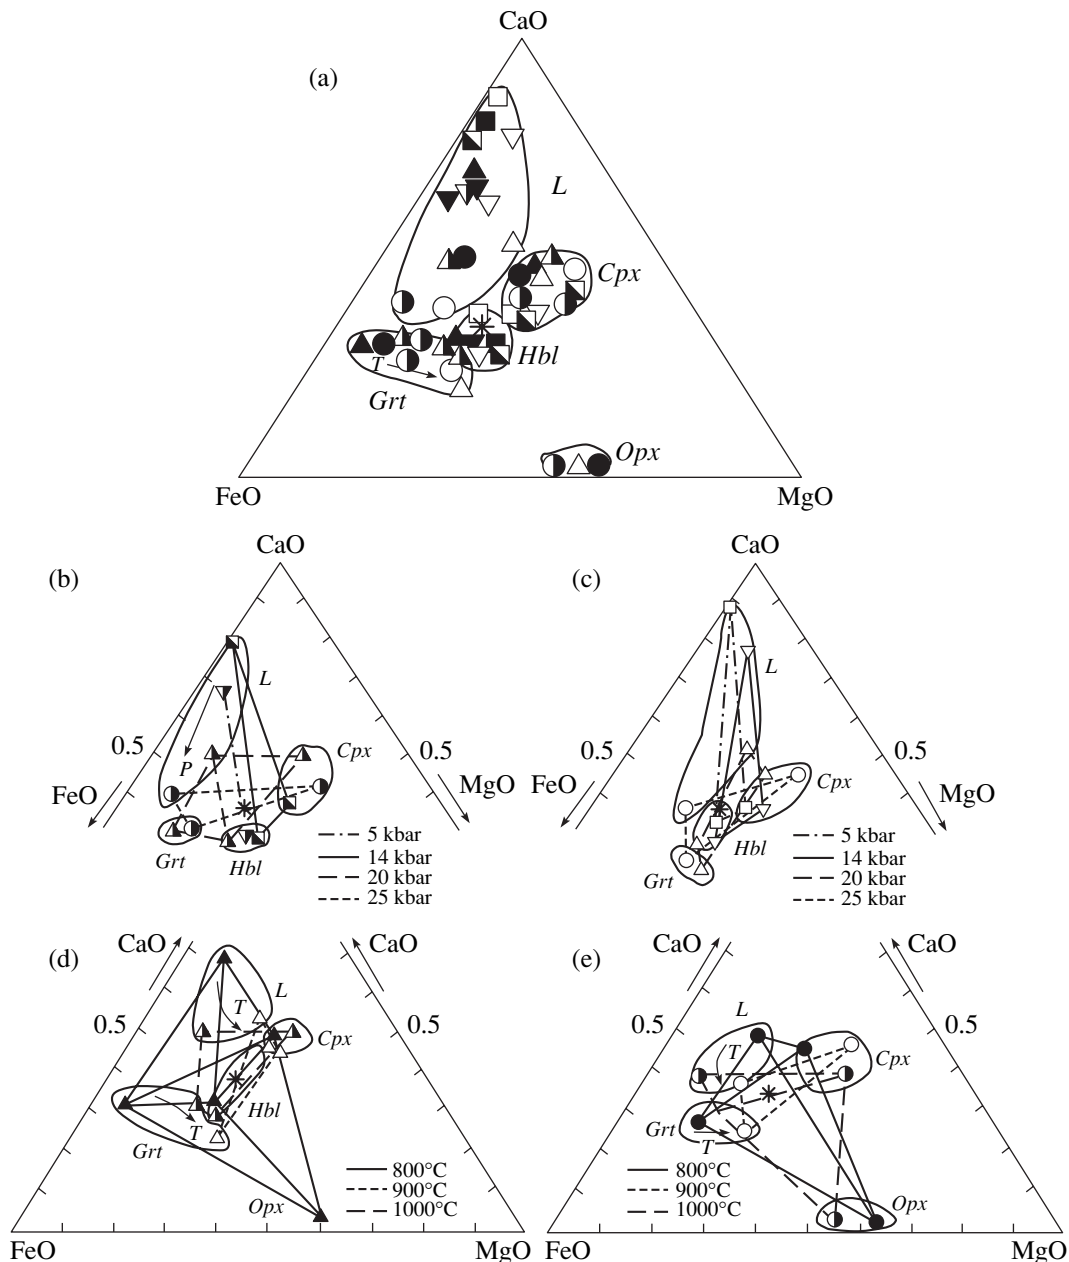 CaO
(a)
L
Cpx
Hbl
T
Grt
Opx
FeO
MgO
CaO
(b)
L
0.5
Cpx
0.5
P
FeO
MgO
Grt
Hbl
5 kbar
14 kbar
20 kbar
25 kbar
CaO
(c)
L
0.5
0.5
Cpx
FeO
MgO
Hbl
Grt
5 kbar
14 kbar
20 kbar
25 kbar
CaO
CaO
(d)
L
T
0.5
0.5
Cpx
Hbl
T
Grt
Opx
800°C
900°C
1000°C
FeO
MgO
CaO
CaO
(e)
L
0.5
0.5
T
Cpx
Grt
T
Opx
800°C
900°C
1000°C
FeO
MgO